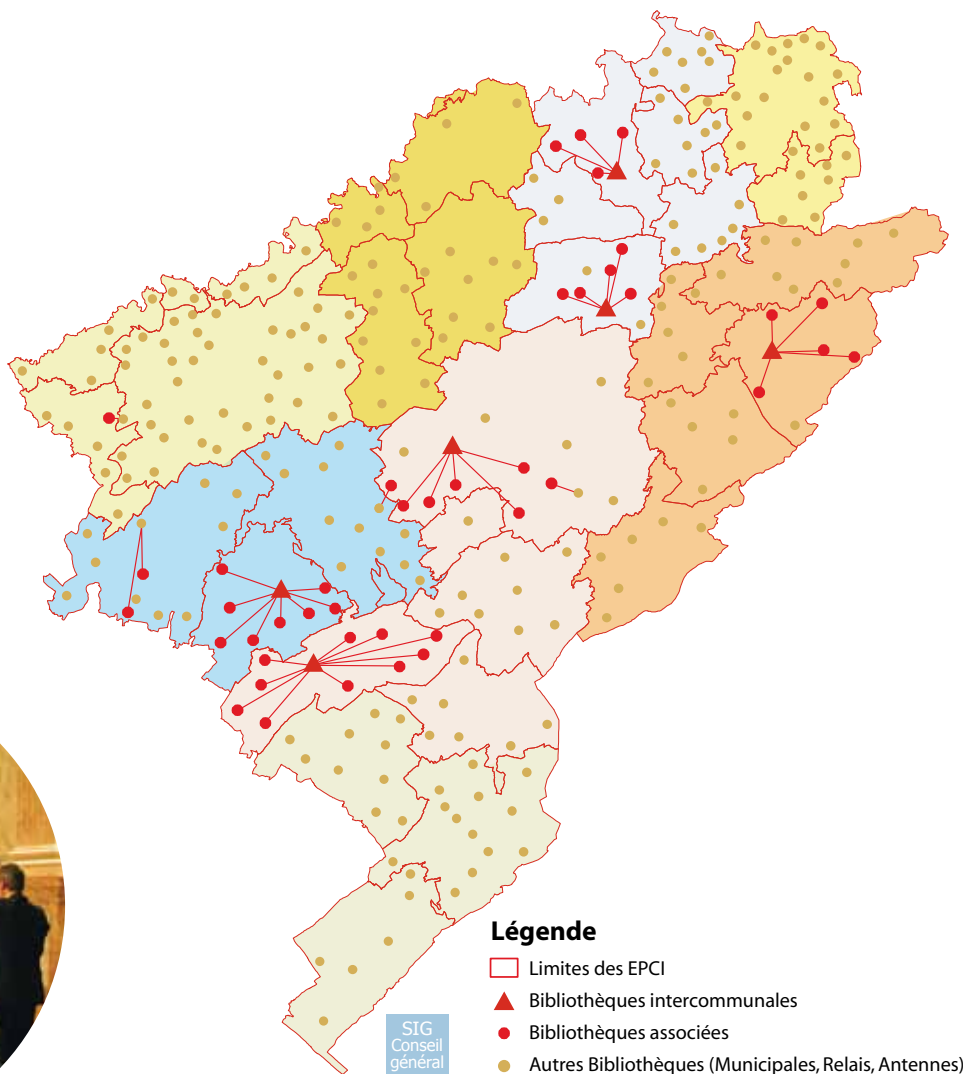 Légende
Limites des EPCI
Bibliothèques intercommunales
Bibliothèques associées
Autres Bibliothèques (Municipales, Relais, Antennes)
SIG
Conseil
général